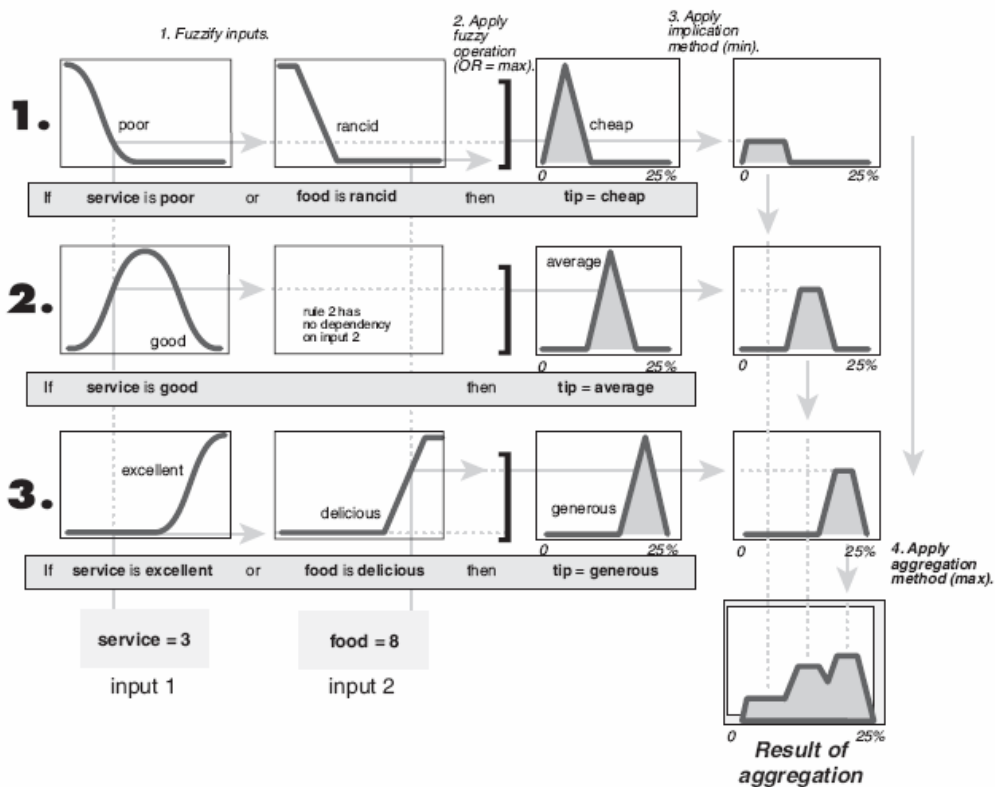 1. Fuzzify inputs.
2. Apply
fuzzy
operation
(OR = max).
3. Apply
implication
method (min).
1.
poor
rancid
cheap
0 25%
0 25%
If service is poor or food is rancid then tip = cheap
2.
good
rule 2 has
no dependency
on input 2
average
0 25%
0 25%
If service is good then tip = average
3.
excellent
delicious
generous
0 25%
0 25%
If service is excellent or food is delicious then tip = generous
4. Apply
aggregation
method (max).
service = 3
food = 8
input 1
input 2
0 25%
Result of
aggregation